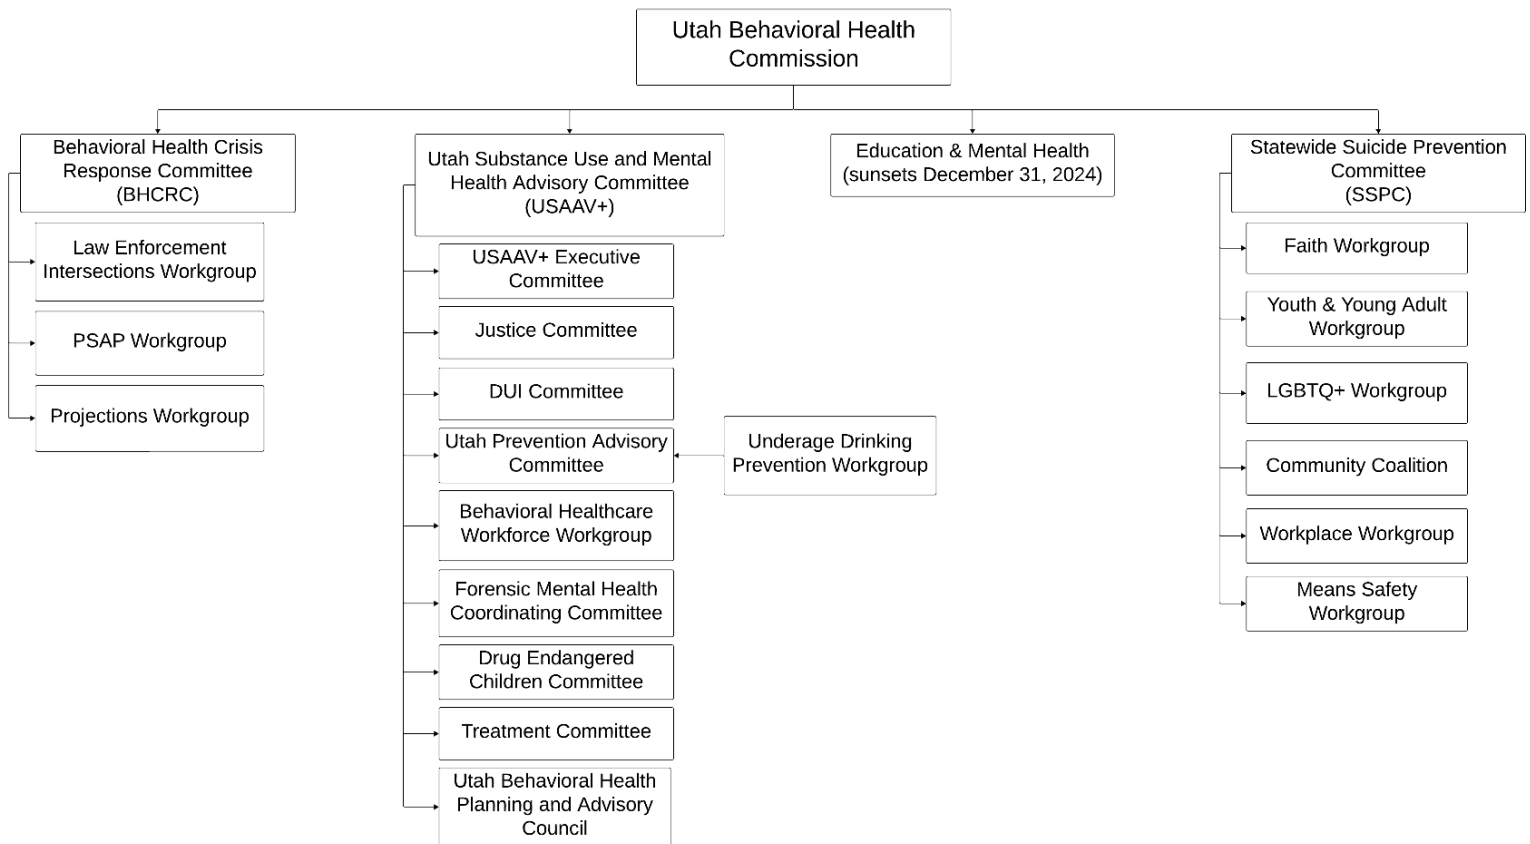 Utah Behavioral Health
Commission
Behavioral Health Crisis
Response Committee
(BHCRC)
Law Enforcement
Intersections Workgroup
PSAP Workgroup
Projections Workgroup
Utah Substance Use and Mental
Health Advisory Committee
(USAAV+)
USAAV+ Executive
Committee
Justice Committee
DUI Committee
Utah Prevention Advisory
Committee
Underage Drinking
Prevention Workgroup
Behavioral Healthcare
Workforce Workgroup
Forensic Mental Health
Coordinating Committee
Drug Endangered
Children Committee
Treatment Committee
Utah Behavioral Health
Planning and Advisory
Council
Education & Mental Health
(sunsets December 31, 2024)
Statewide Suicide Prevention
Committee
(SSPC)
Faith Workgroup
Youth & Young Adult
Workgroup
LGBTQ+ Workgroup
Community Coalition
Workplace Workgroup
Means Safety
Workgroup